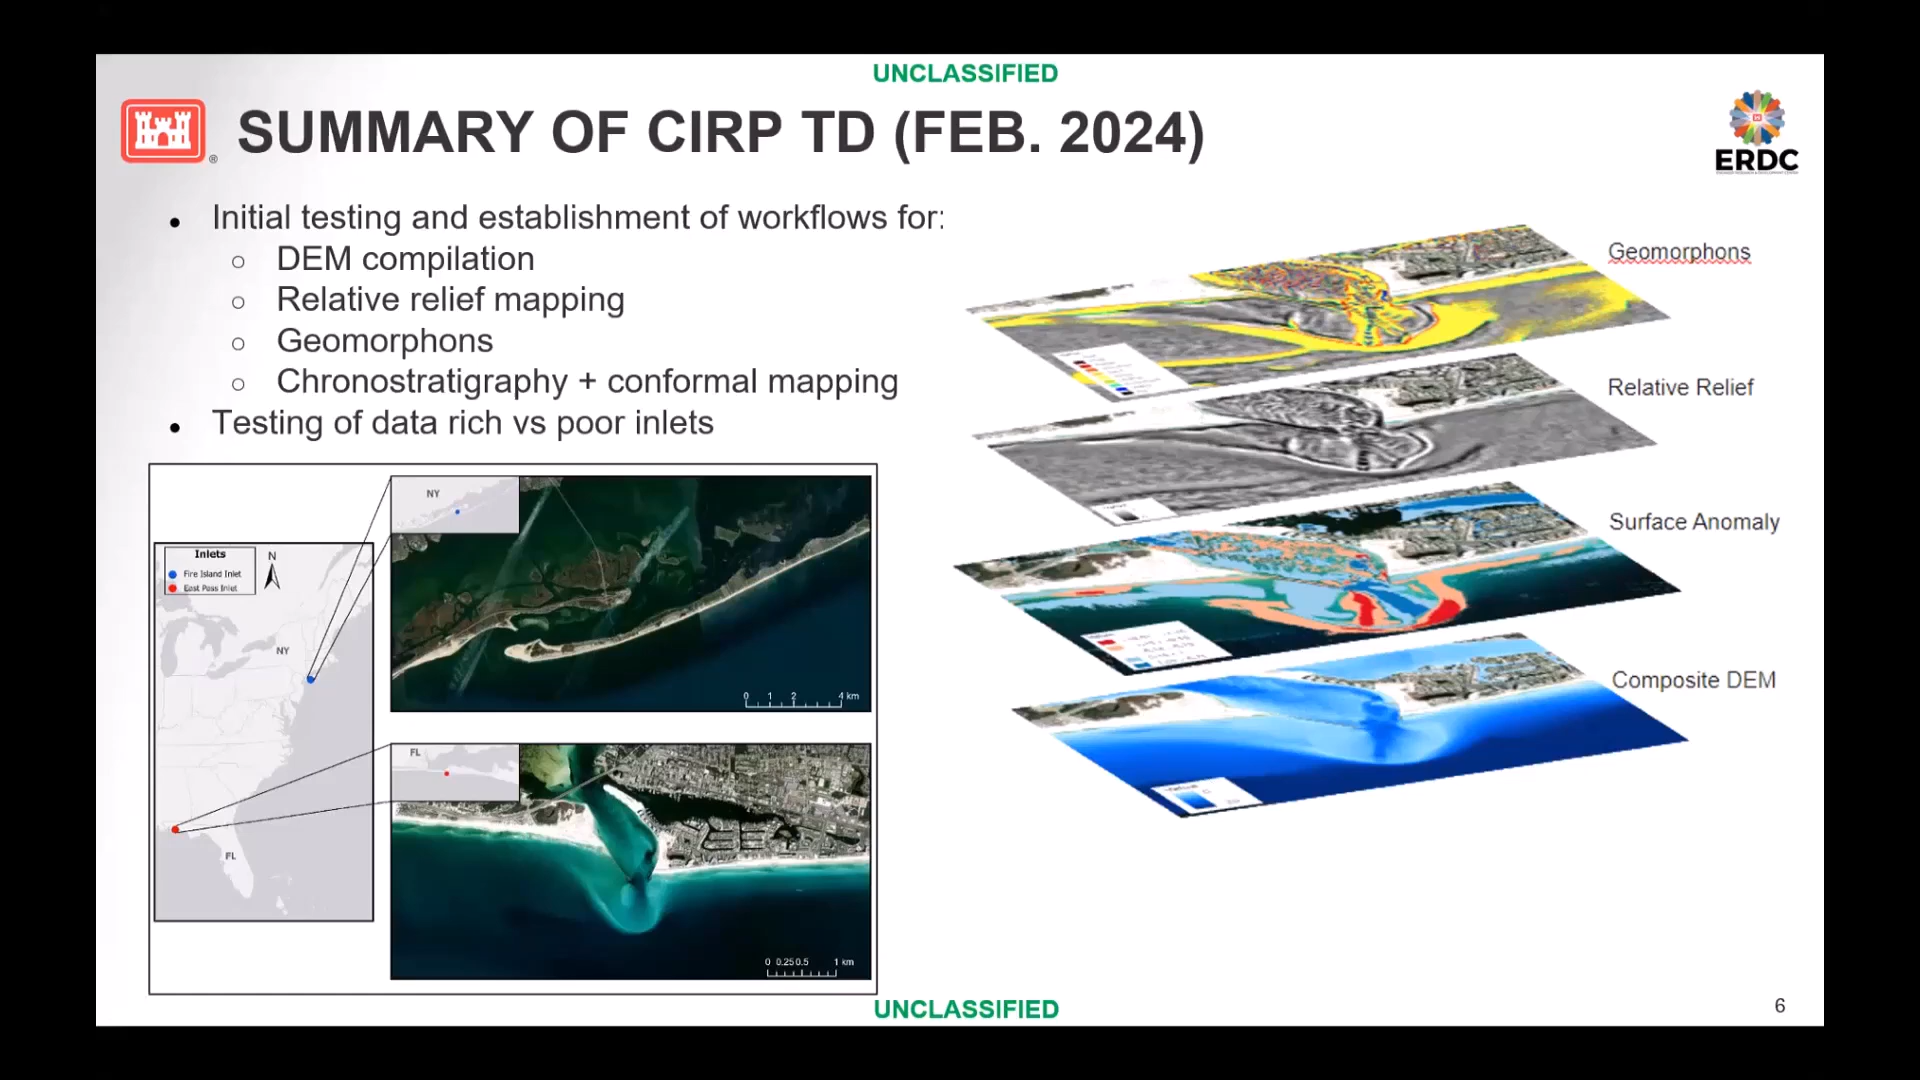 UNCLASSIFIED
SUMMARY OF CIRP TD (FEB. 2024)
®
ERDC
● Initial testing and establishment of workflows for:
○ DEM compilation
○ Relative relief mapping
○ Geomorphons
○ Chronostratigraphy + conformal mapping
● Testing of data rich vs poor inlets
Geomorphons
Relative Relief
Surface Anomaly
Composite DEM
NY
Inlets
Fire Island Inlet
East Pass Inlet
N
NY
FL
0 1 2 4 km
FL
0 0.25 0.5 1 km
UNCLASSIFIED
6